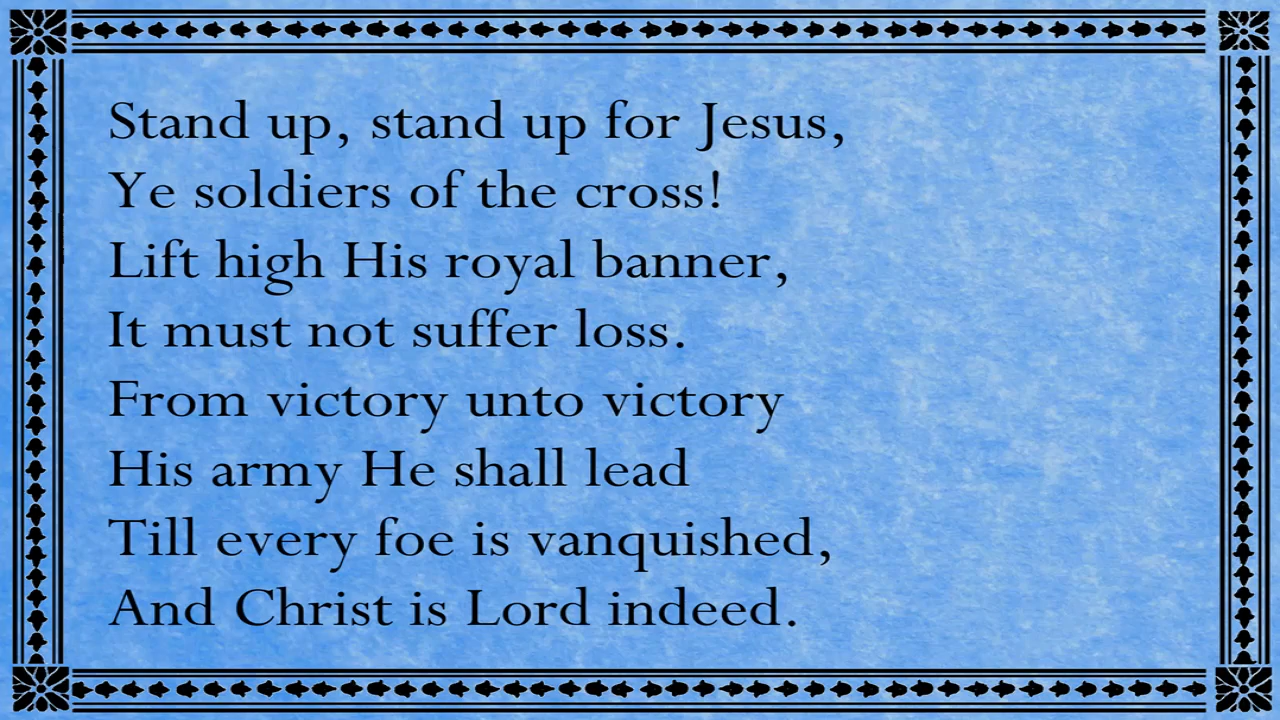 Stand up, stand up for Jesus,
Ye soldiers of the cross!
Lift high His royal banner,
It must not suffer loss.
From victory unto victory
His army He shall lead
Till every foe is vanquished,
And Christ is Lord indeed.